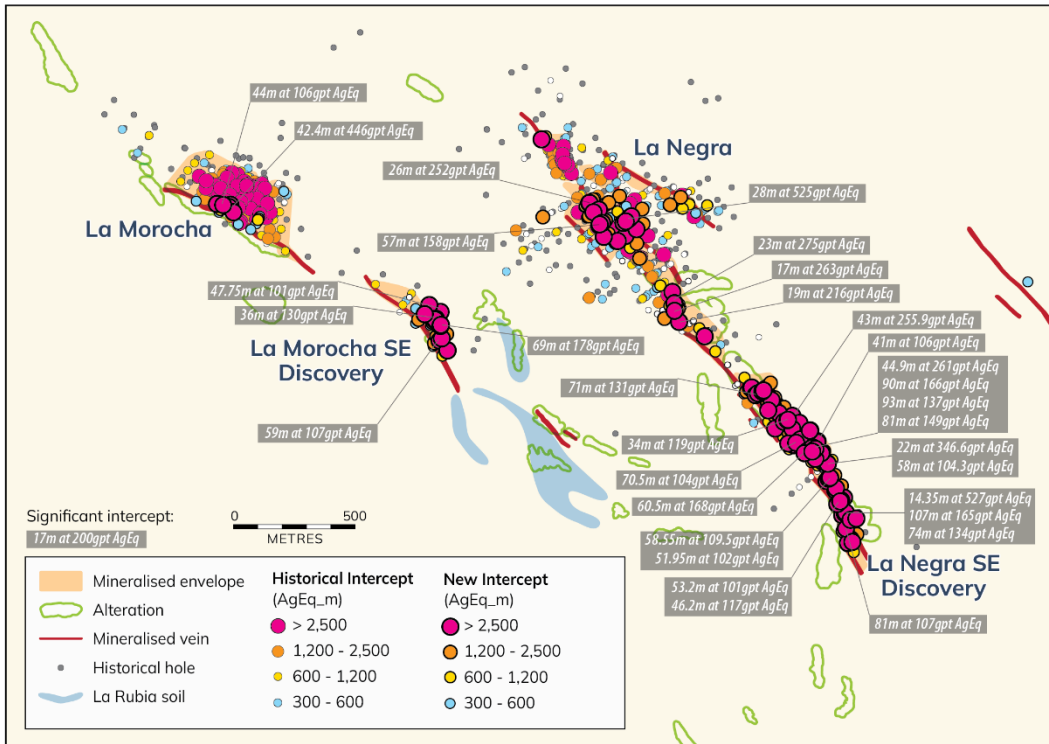 44m at 106gpt AgEq
42.4m at 446gpt AgEq
La Negra
26m at 252gpt AgEq
28m at 525gpt AgEq
La Morocha
57m at 158gpt AgEq
23m at 275gpt AgEq
17m at 263gpt AgEq
47.75m at 101gpt AgEq
19m at 216gpt AgEq
36m at 130gpt AgEq
43m at 255.9gpt AgEq
La Morocha SE
Discovery
69m at 178gpt AgEq
41m at 106gpt AgEq
44.9m at 261gpt AgEq
90m at 166gpt AgEq
93m at 137gpt AgEq
81m at 149gpt AgEq
71m at 131gpt AgEq
59m at 107gpt AgEq
34m at 119gpt AgEq
22m at 346.6gpt AgEq
58m at 104.3gpt AgEq
70.5m at 104gpt AgEq
60.5m at 168gpt AgEq
14.35m at 527gpt AgEq
107m at 165gpt AgEq
74m at 134gpt AgEq
58.55m at 109.5gpt AgEq
51.95m at 102gpt AgEq
La Negra SE
Discovery
53.2m at 101gpt AgEq
46.2m at 117gpt AgEq
81m at 107gpt AgEq
Significant intercept:
17m at 200gpt AgEq
0 500
METRES
Mineralised envelope
Alteration
Mineralised vein
Historical hole
La Rubia soil
Historical Intercept
(AgEq_m)
> 2,500
1,200 - 2,500
600 - 1,200
300 - 600
New Intercept
(AgEq_m)
> 2,500
1,200 - 2,500
600 - 1,200
300 - 600